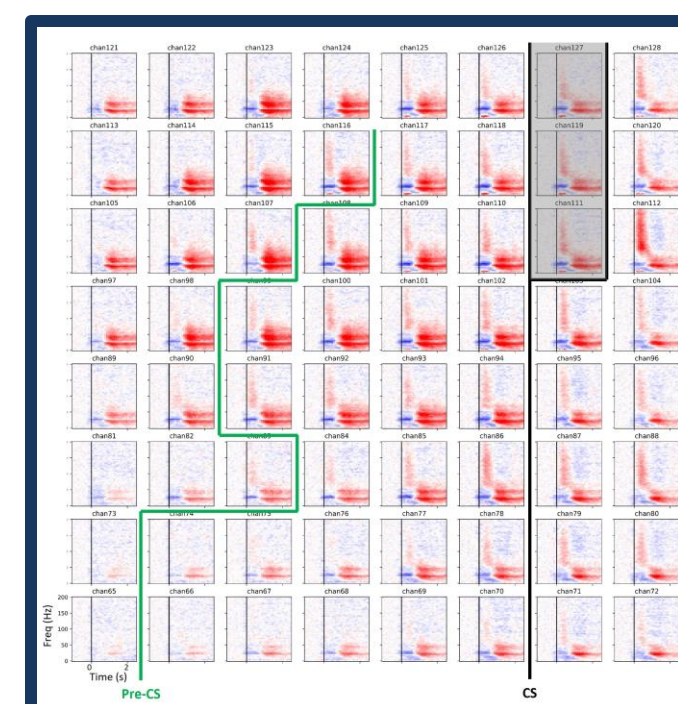 chan121 chan122 chan123 chan124 chan125 chan126 chan127 chan128
chan113 chan114 chan115 chan116 chan117 chan118 chan119 chan120
chan105 chan106 chan107 chan108 chan109 chan110 chan111 chan112
chan97 chan98 chan100 chan101 chan102 chan104
chan89 chan90 chan91 chan92 chan93 chan94 chan95 chan96
chan81 chan82 chan84 chan85 chan86 chan87 chan88
chan73 chan74 chan75 chan76 chan77 chan78 chan79 chan80
chan65 chan66 chan67 chan68 chan69 chan70 chan71 chan72
200
150
100
50
0
Freq (Hz)
0 2
Time (s)
Pre-CS CS